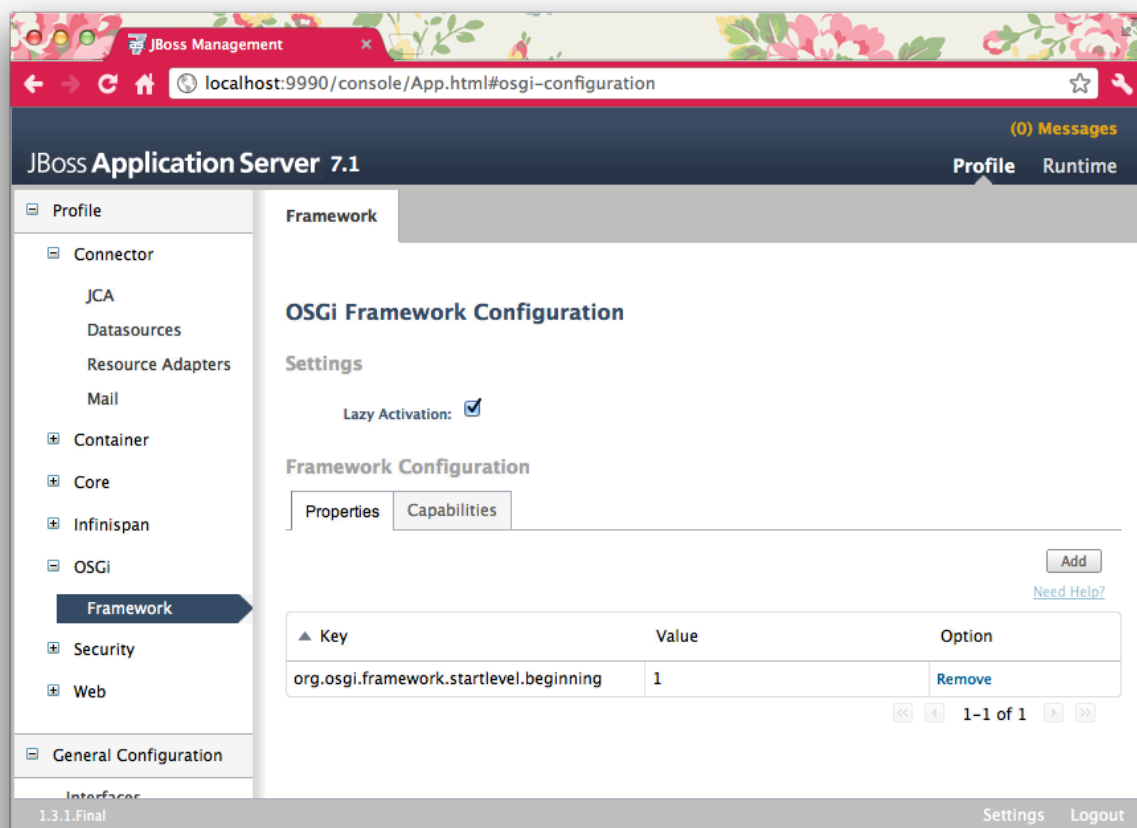 JBoss Management
localhost:9990/console/App.html#osgi-configuration
(0) Messages
JBoss Application Server 7.1
Profile Runtime
Profile
Connector
JCA
Datasources
Resource Adapters
Mail
Container
Core
Infinispan
OSGi
Framework
Security
Web
General Configuration
Interfaces
Framework
OSGi Framework Configuration
Settings
Lazy Activation:
Framework Configuration
Properties Capabilities
Add
Need Help?
Key Value Option
org.osgi.framework.startlevel.beginning 1 Remove
1-1 of 1
1.3.1.Final Settings Logout